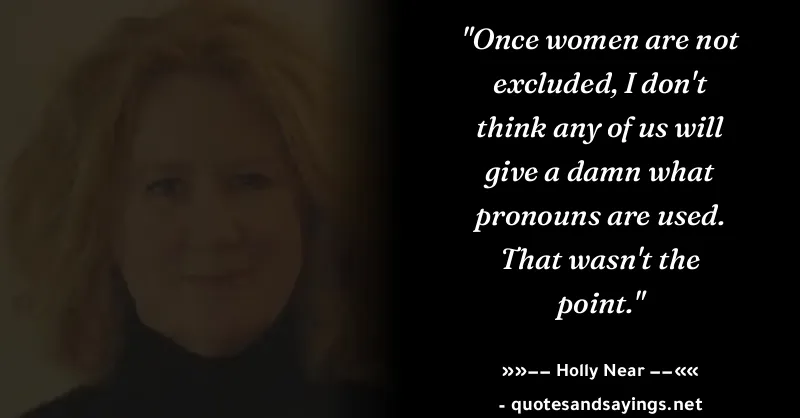 "Once women are not
excluded, I don't
think any of us will
give a damn what
pronouns are used.
That wasn't the
point."
»»–– Holly Near ––««
- quotesandsayings.net